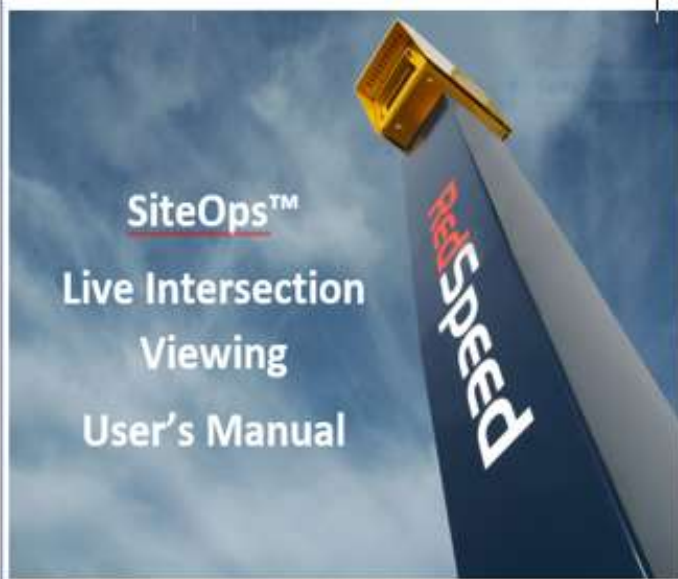 SiteOps™
Live Intersection
Viewing
User's Manual
RedSpeed